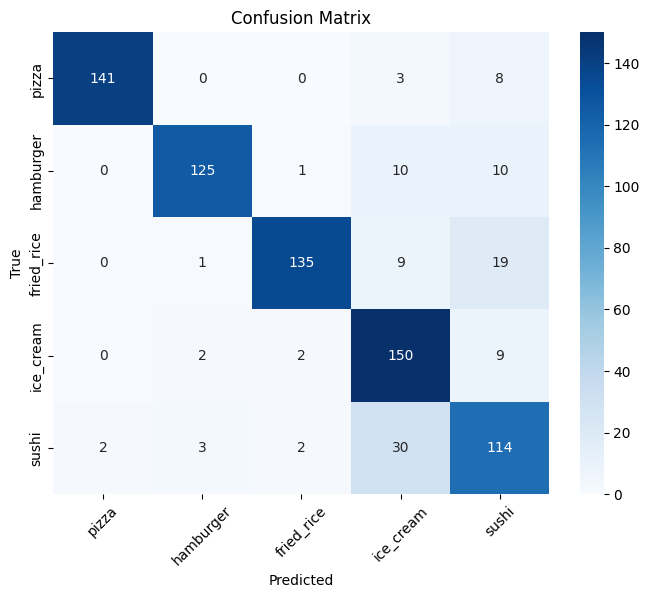 Confusion Matrix
True
pizza 141 0 0 3 8
hamburger 0 125 1 10 10
fried_rice 0 1 135 9 19
ice_cream 0 2 2 150 9
sushi 2 3 2 30 114
pizza hamburger fried_rice ice_cream sushi
Predicted
140
120
100
80
60
40
20
0